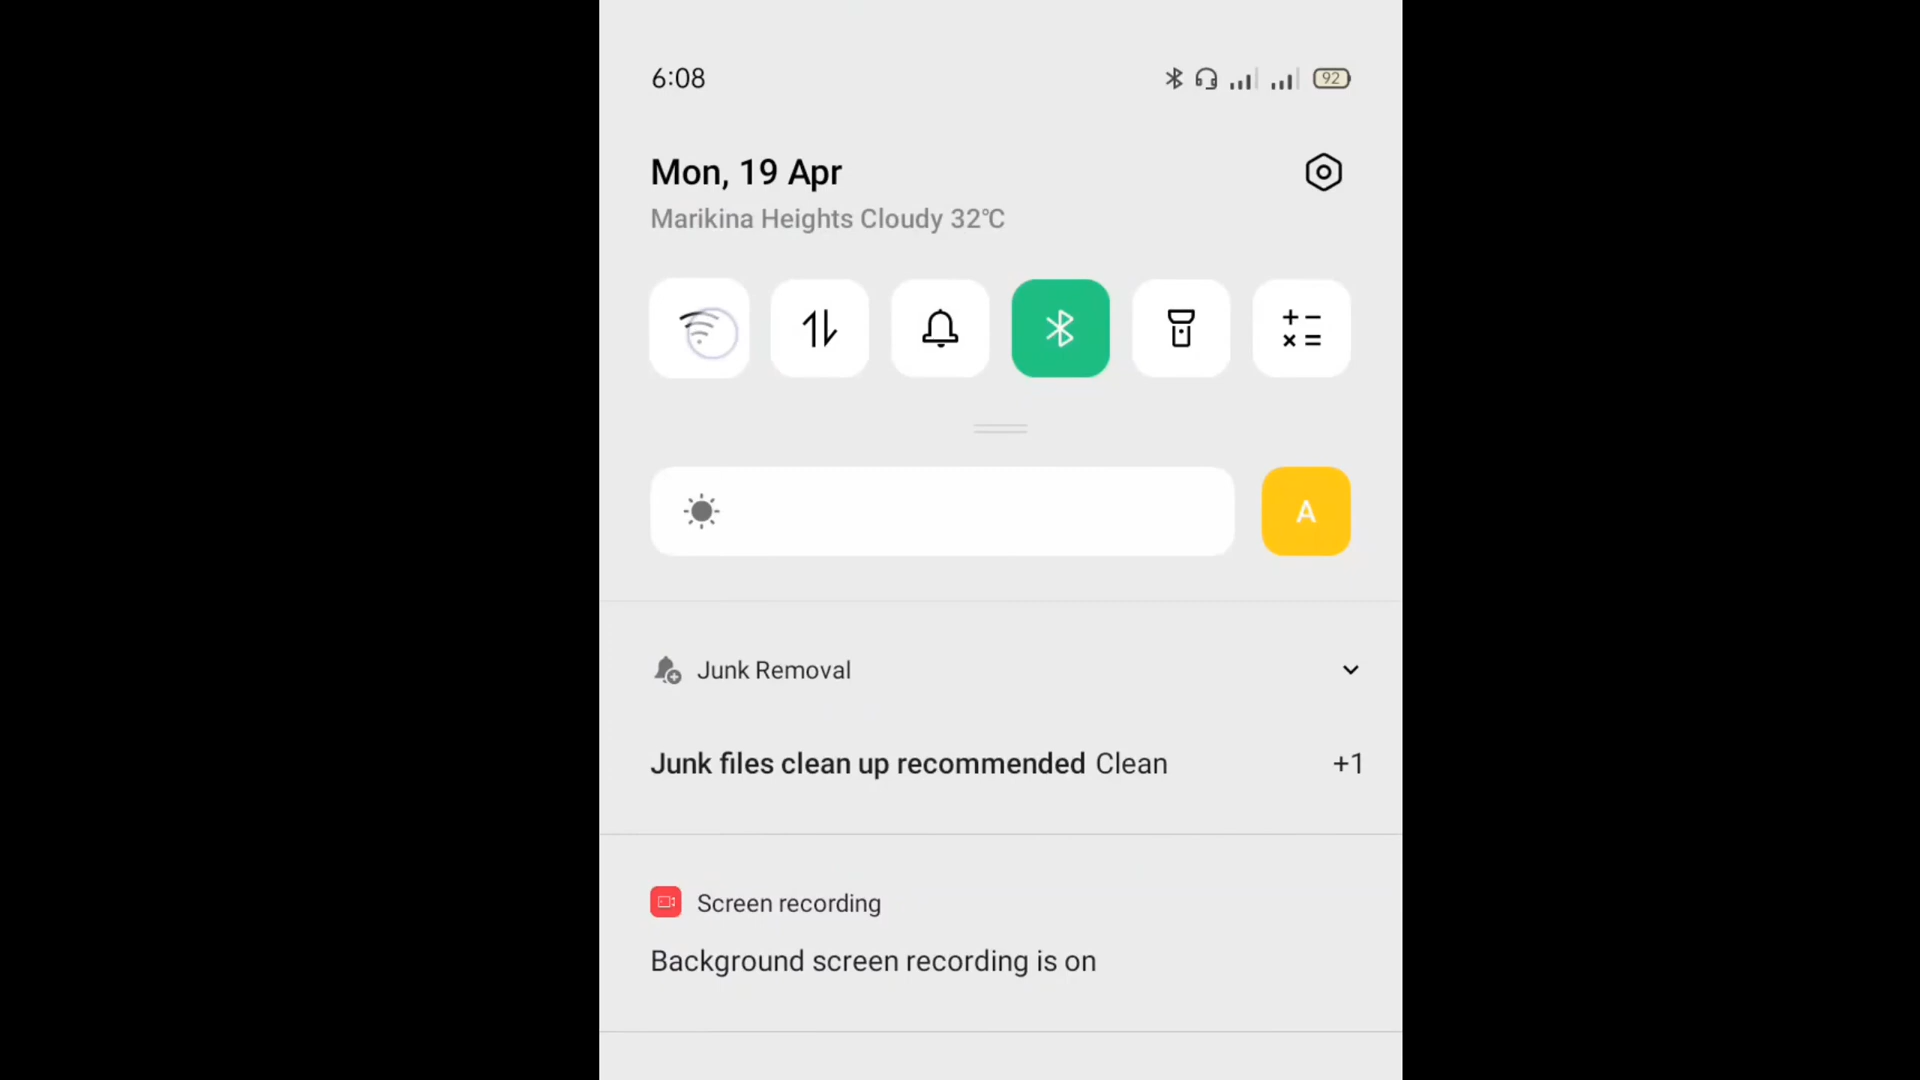 6:08
92
Mon, 19 Apr
Marikina Heights Cloudy 32℃
A
Junk Removal
Junk files clean up recommended Clean +1
Screen recording
Background screen recording is on